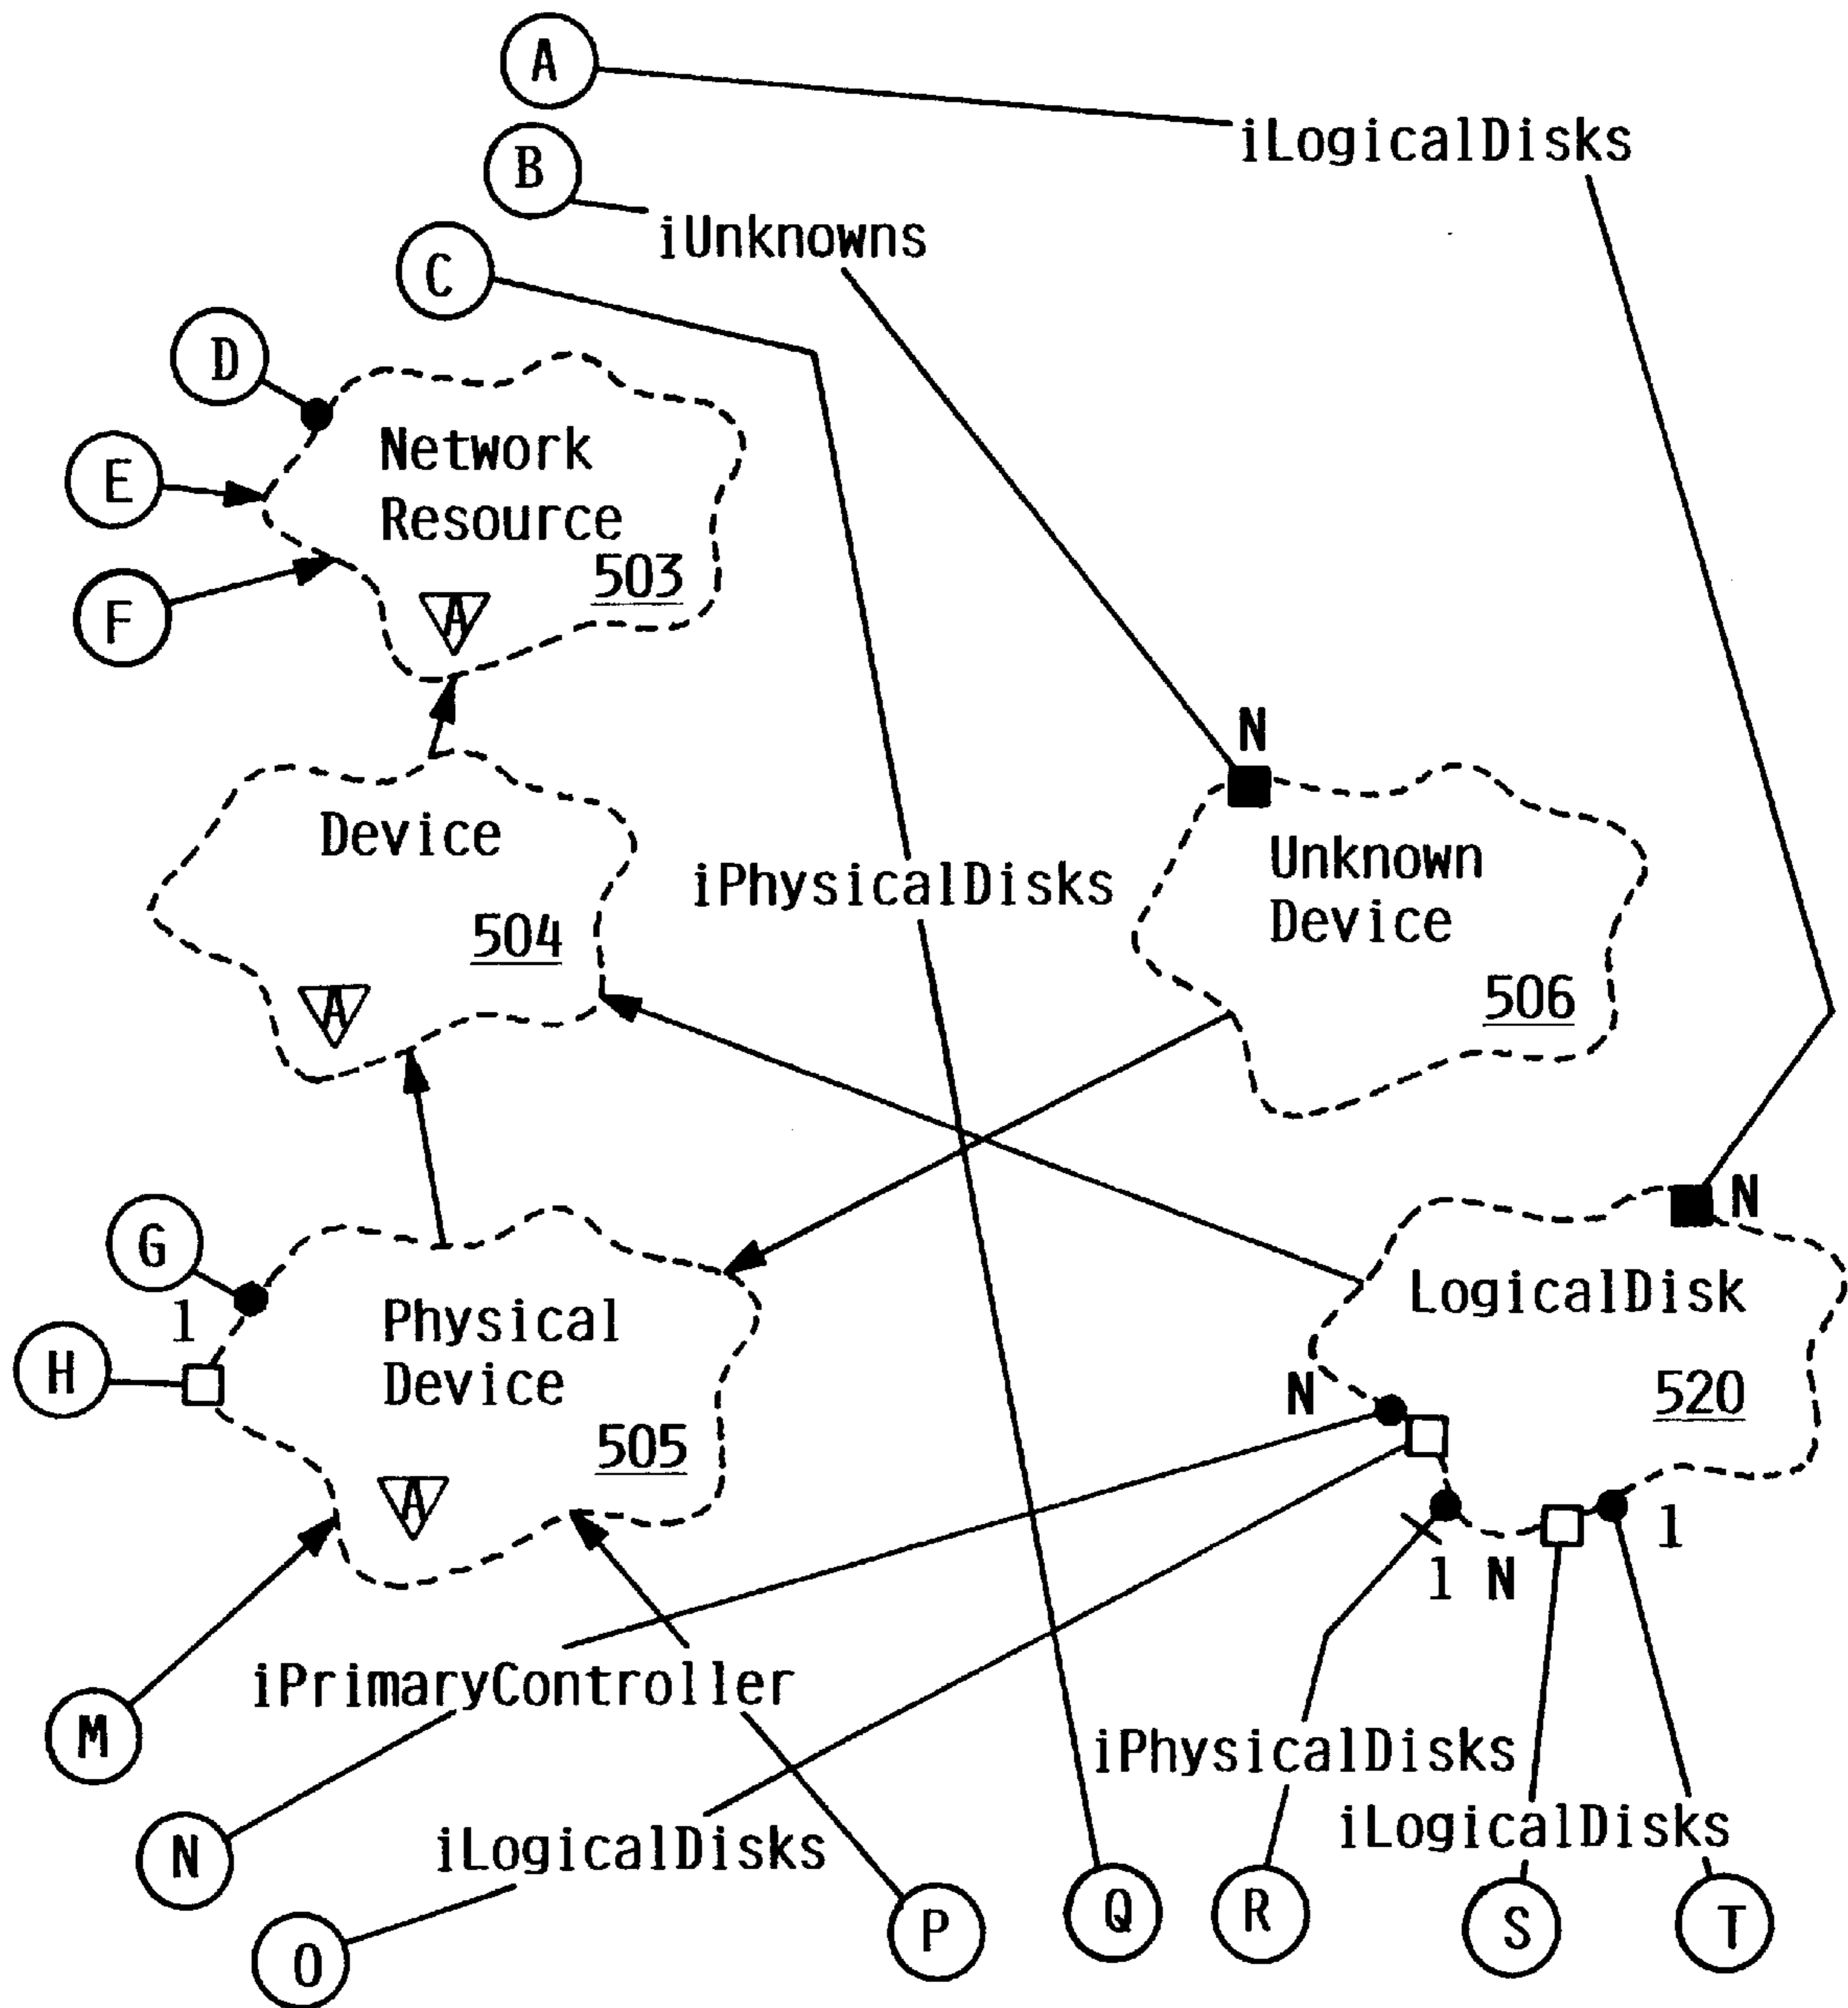 A
iLogicalDisks
B
iUnknowns
C
D
Network
Resource
503
E
F
A
N
Device
504
A
iPhysicalDisks
Unknown
Device
506
N
G
1
H
Physical
Device
505
A
LogicalDisk
520
N
1
N
1
iPrimaryController
M
N
iPhysicalDisks
iLogicalDisks
iLogicalDisks
O
P
Q
R
S
T